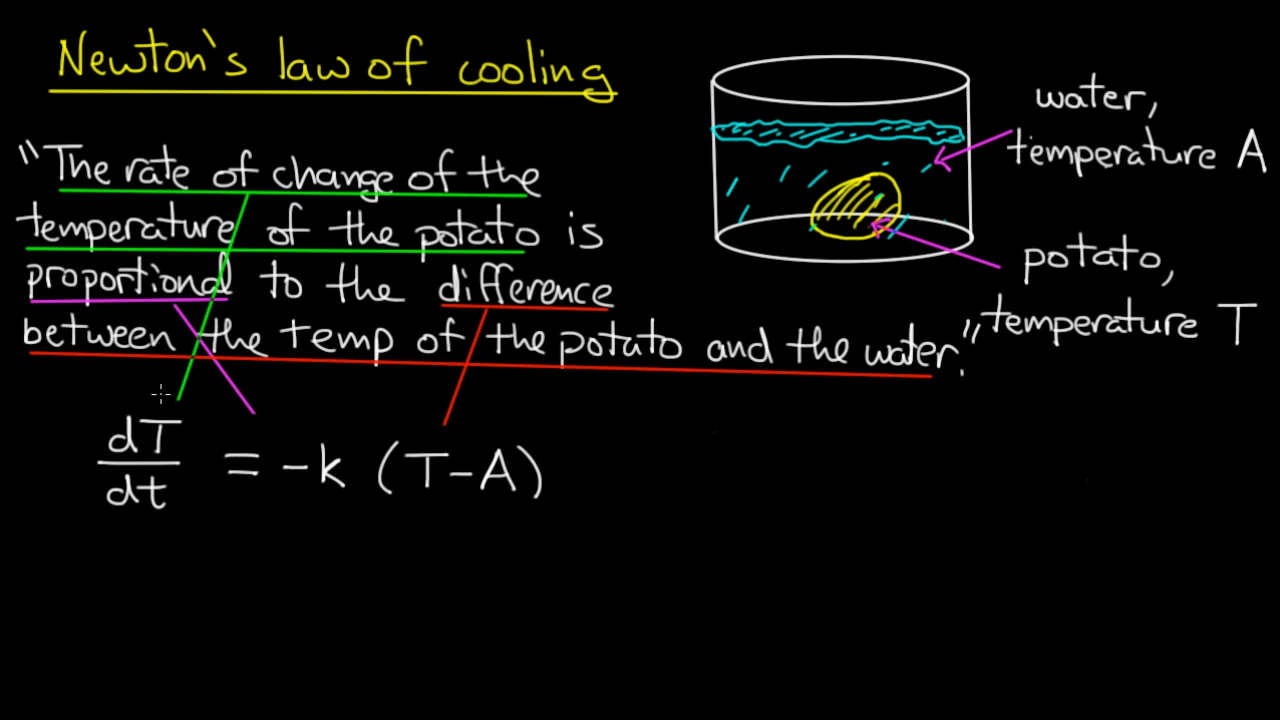 Newton's law of cooling
"The rate of change of the
temperature of the potato is
proportional to the difference
between the temp of the potato and the water."
dT/dt = -k (T-A)
water,
temperature A
potato,
temperature T